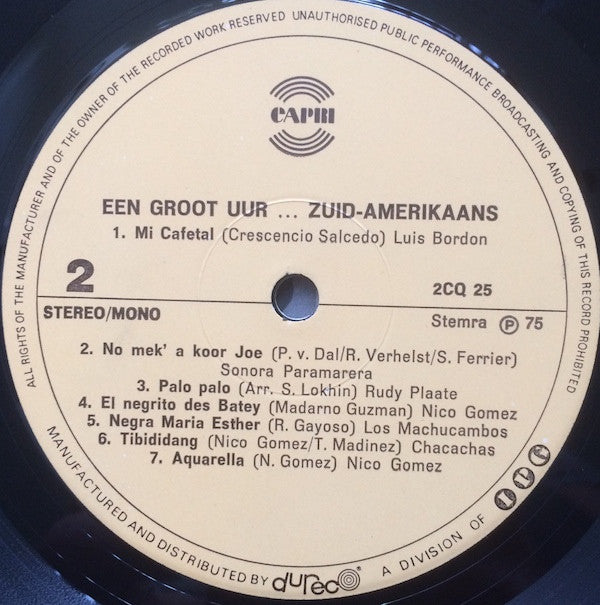 ALL RIGHTS OF THE MANUFACTURER AND OF THE OWNER OF THE RECORDED WORK RESERVED UNAUTHORISED PUBLIC PERFORMANCE BROADCASTING AND COPYING OF THIS RECORD PROHIBITED
CAPRI
EEN GROOT UUR ... ZUID-AMERIKAANS
1. Mi Cafetal (Crescencio Salcedo) Luis Bordon
2
2CQ 25
STEREO/MONO
Stemra Ⓟ 75
2. No mek' a koor Joe (P. v. Dal/R. Verhelst/S. Ferrier)
Sonora Paramarera
3. Palo palo (Arr. S. Lokhin) Rudy Plaate
4. El negrito des Batey (Madarno Guzman) Nico Gomez
5. Negra Maria Esther (R. Gayoso) Los Machucambos
6. Tibididang (Nico Gomez/T. Madinez) Chacachas
7. Aquarella (N. Gomez) Nico Gomez
MANUFACTURED AND DISTRIBUTED BY dureco A DIVISION OF